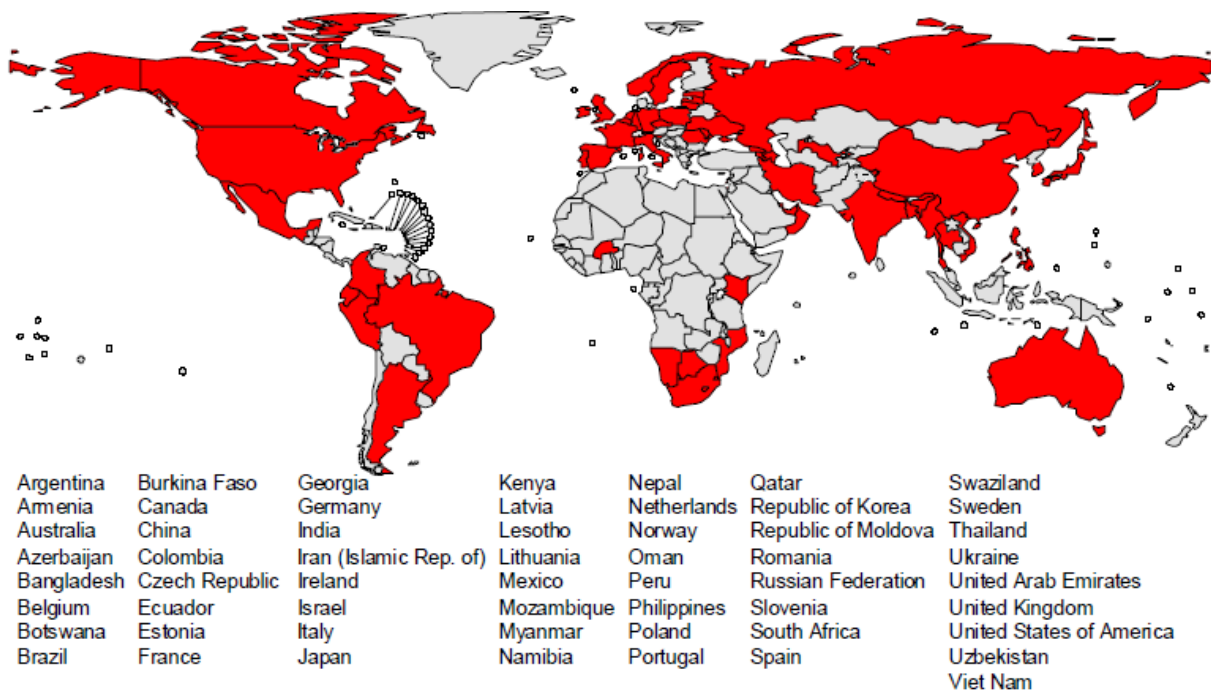 Argentina Burkina Faso Georgia Kenya Nepal Qatar Swaziland
Armenia Canada Germany Latvia Netherlands Republic of Korea Sweden
Australia China India Lesotho Norway Republic of Moldova Thailand
Azerbaijan Colombia Iran (Islamic Rep. of) Lithuania Oman Romania Ukraine
Bangladesh Czech Republic Ireland Mexico Peru Russian Federation United Arab Emirates
Belgium Ecuador Israel Mozambique Philippines Slovenia United Kingdom
Botswana Estonia Italy Myanmar Poland South Africa United States of America
Brazil France Japan Namibia Portugal Spain Uzbekistan
Viet Nam